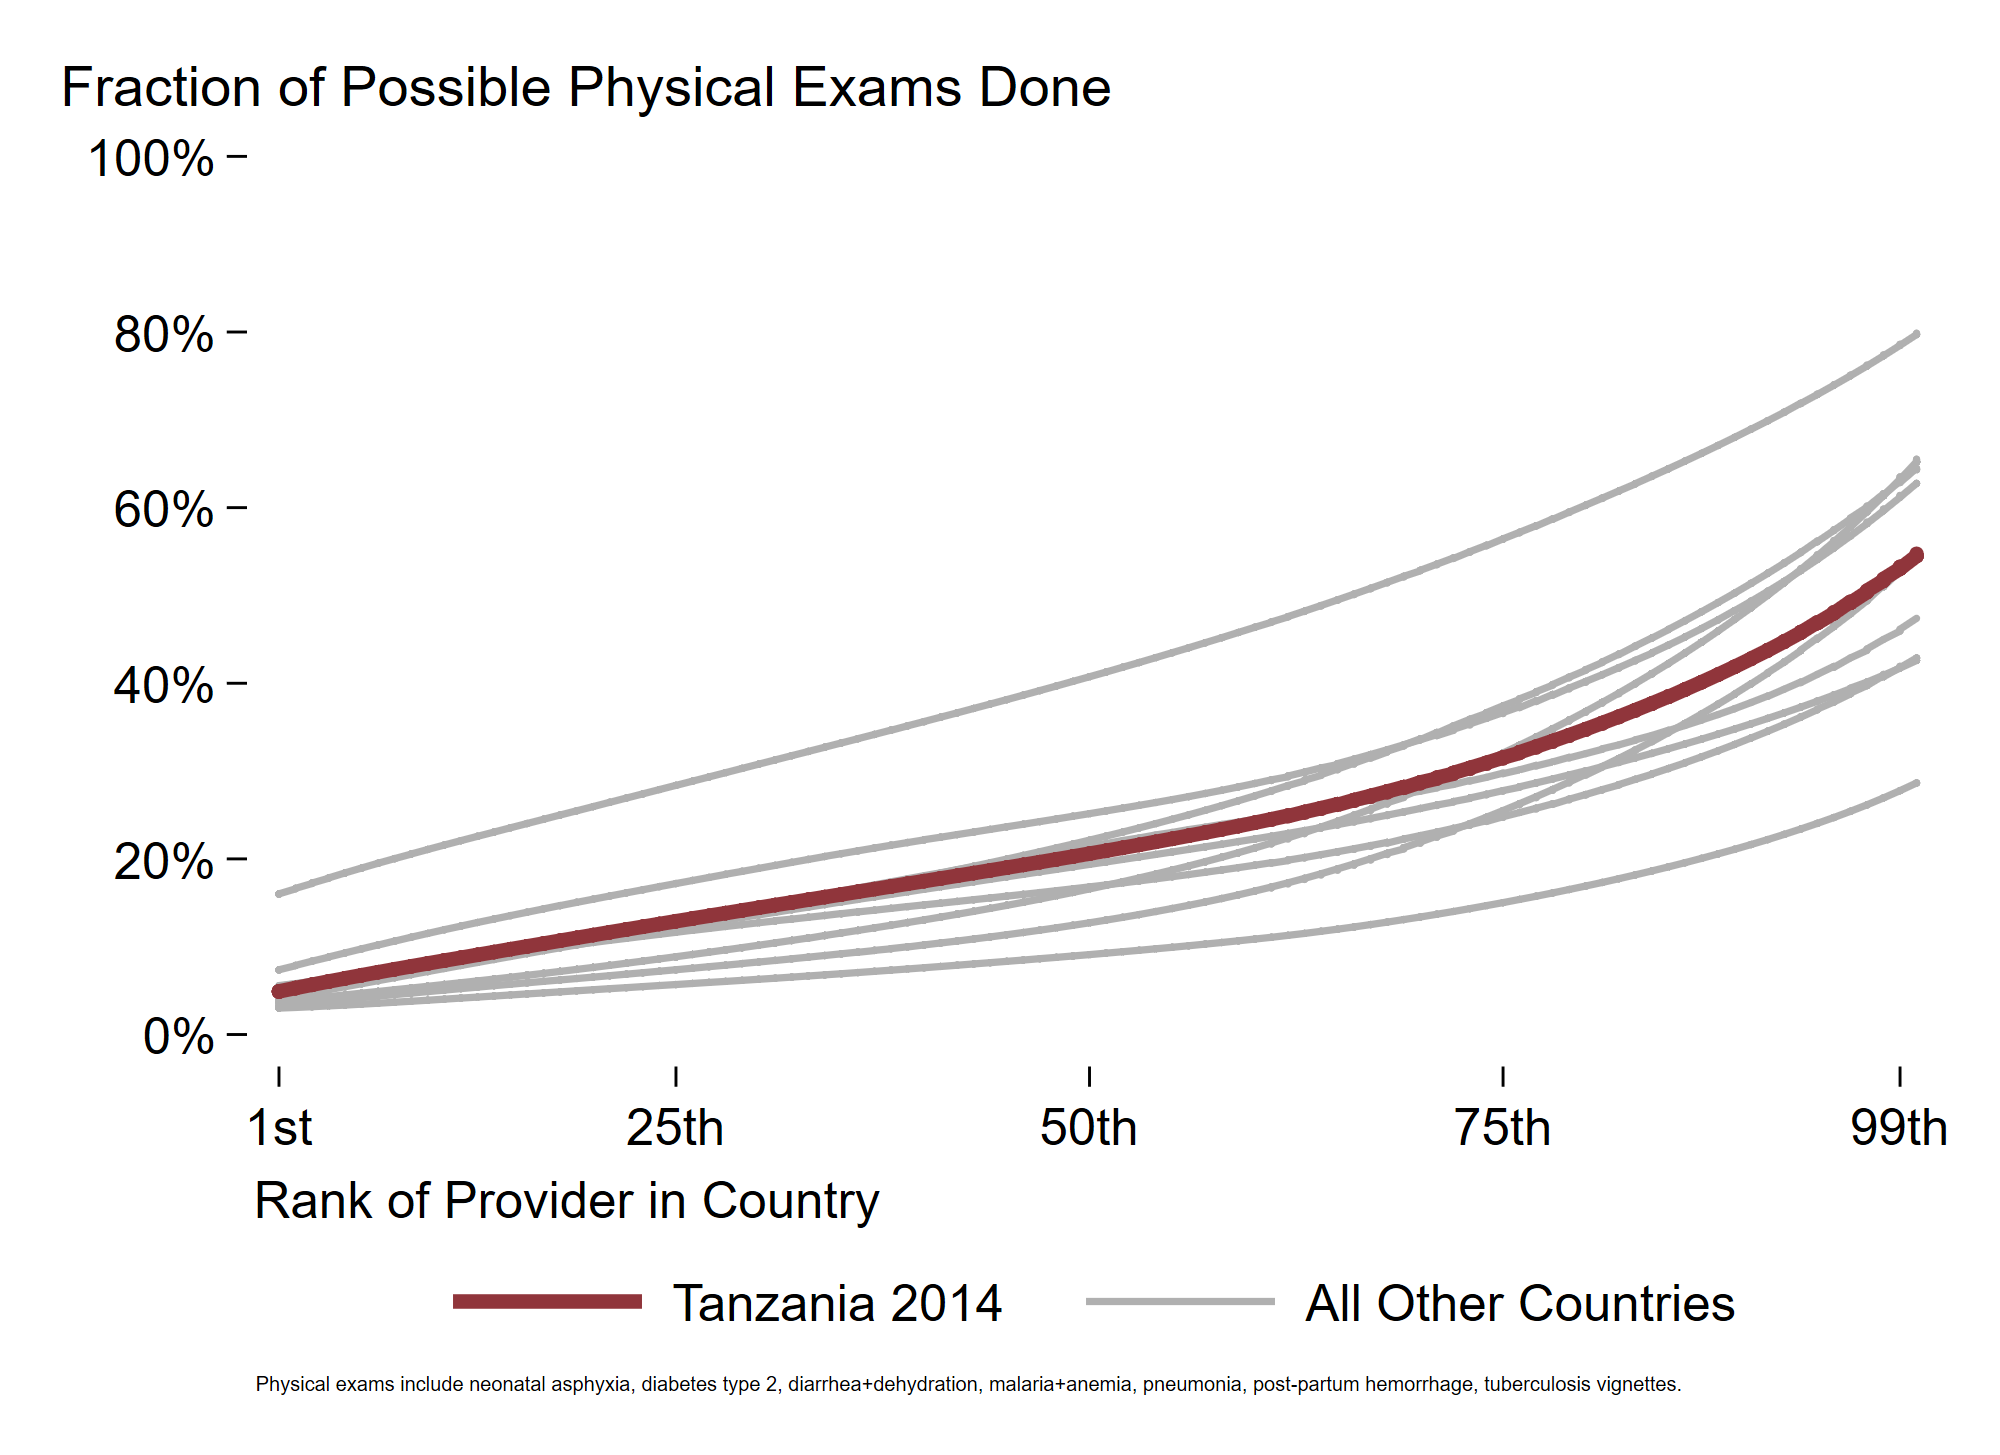 Fraction of Possible Physical Exams Done
100%
80%
60%
40%
20%
0%
1st 25th 50th 75th 99th
Rank of Provider in Country
Tanzania 2014 All Other Countries
Physical exams include neonatal asphyxia, diabetes type 2, diarrhea+dehydration, malaria+anemia, pneumonia, post-partum hemorrhage, tuberculosis vignettes.